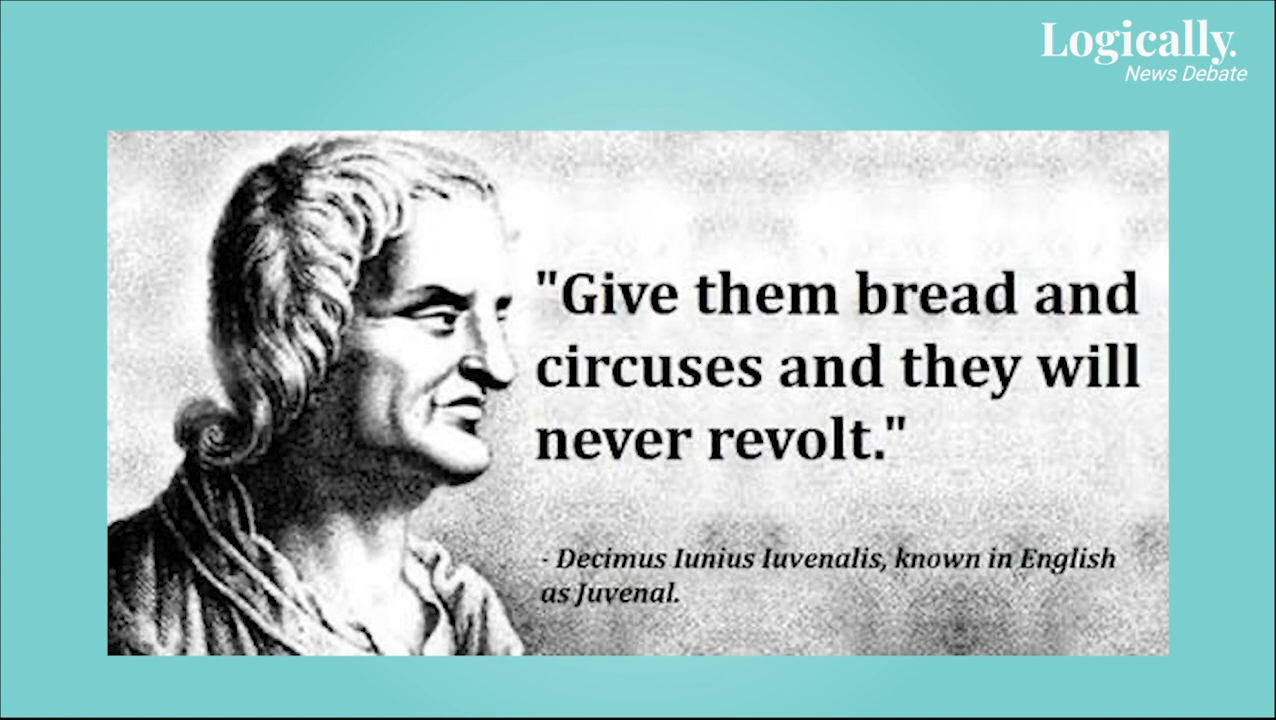 Logically.
News Debate
"Give them bread and
circuses and they will
never revolt."
- Decimus Iunius Iuvenalis, known in English
as Juvenal.